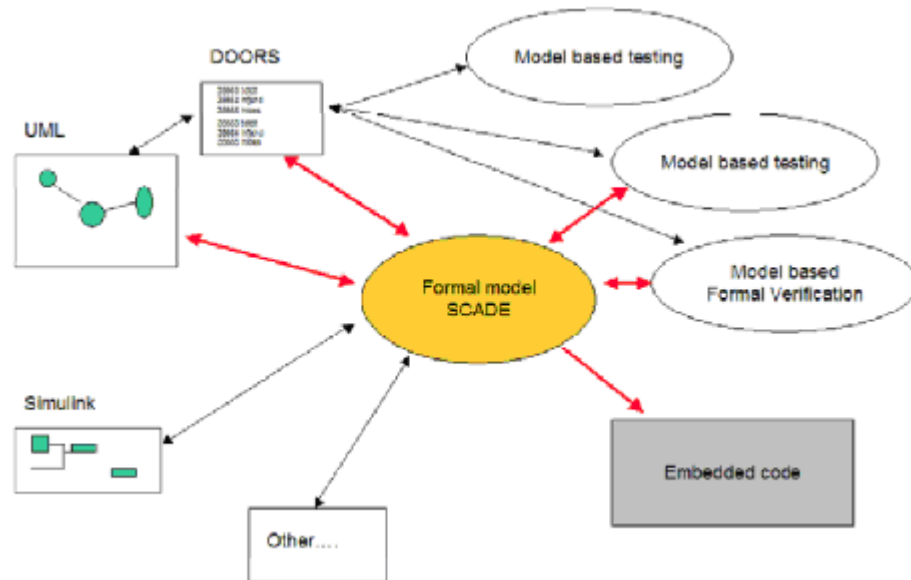 DOORS
Model based testing
UML
Model based testing
Formal model
SCADE
Model based
Formal Verification
Simulink
Embedded code
Other....